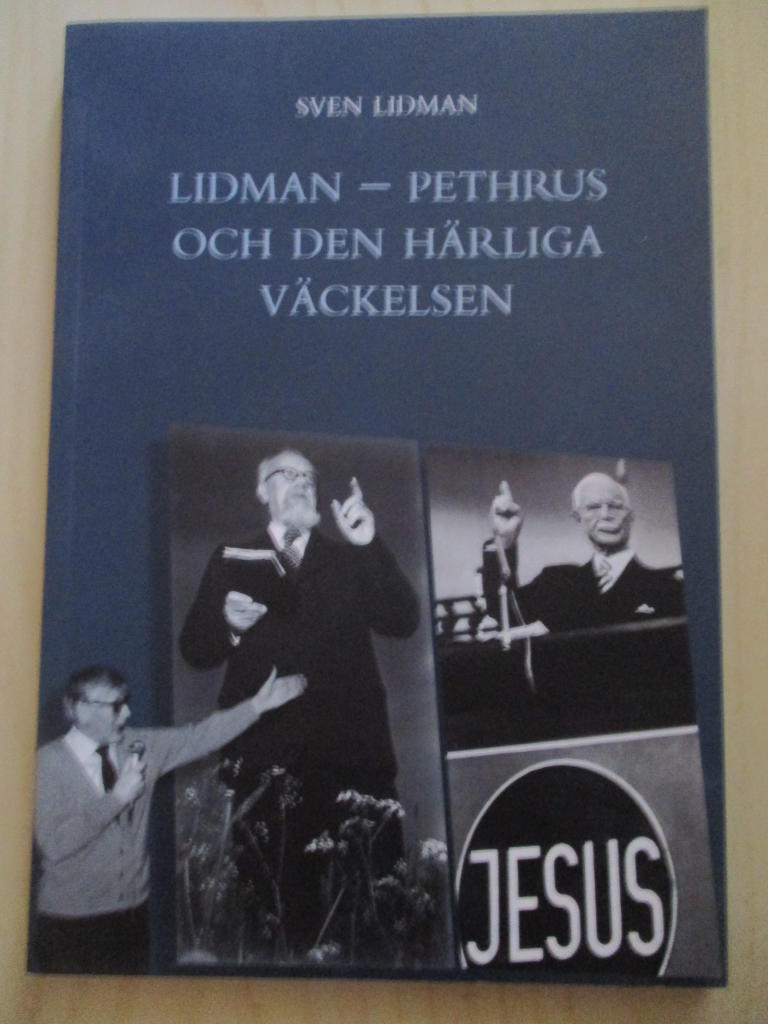 SVEN LIDMAN
LIDMAN – PETHRUS
OCH DEN HÄRLIGA
VÄCKELSEN
JESUS